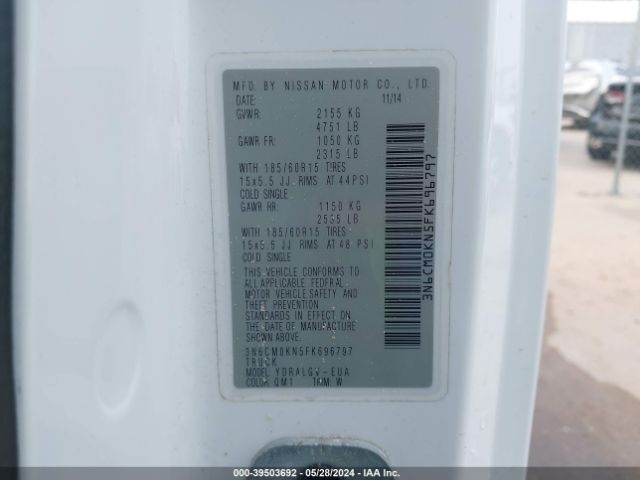 MFD. BY NISSAN MOTOR CO., LTD.
DATE: 11/14
GVWR: 2155 KG
4751 LB
GAWR FR: 1050 KG
2315 LB
WITH 185/60R15 TIRES
15x5.5 JJ. RIMS AT 44PSI
COLD SINGLE
GAWR RR: 1150 KG
2535 LB
WITH 185/60R15 TIRES
15x5.5 JJ. RIMS AT 48 PSI
COLD SINGLE
THIS VEHICLE CONFORMS TO
ALL APPLICABLE FEDERAL
MOTOR VEHICLE SAFETY AND
THEFT PREVENTION
STANDARDS IN EFFECT ON
THE DATE OF MANUFACTURE
SHOWN ABOVE.
3N6CM0KN5FK696797
TRUCK
MODEL: YDRALGV-EUA
COLOR: QM1 TRIM: W
3N6CM0KN5FK696797
000-39503692 - 05/28/2024 - IAA Inc.